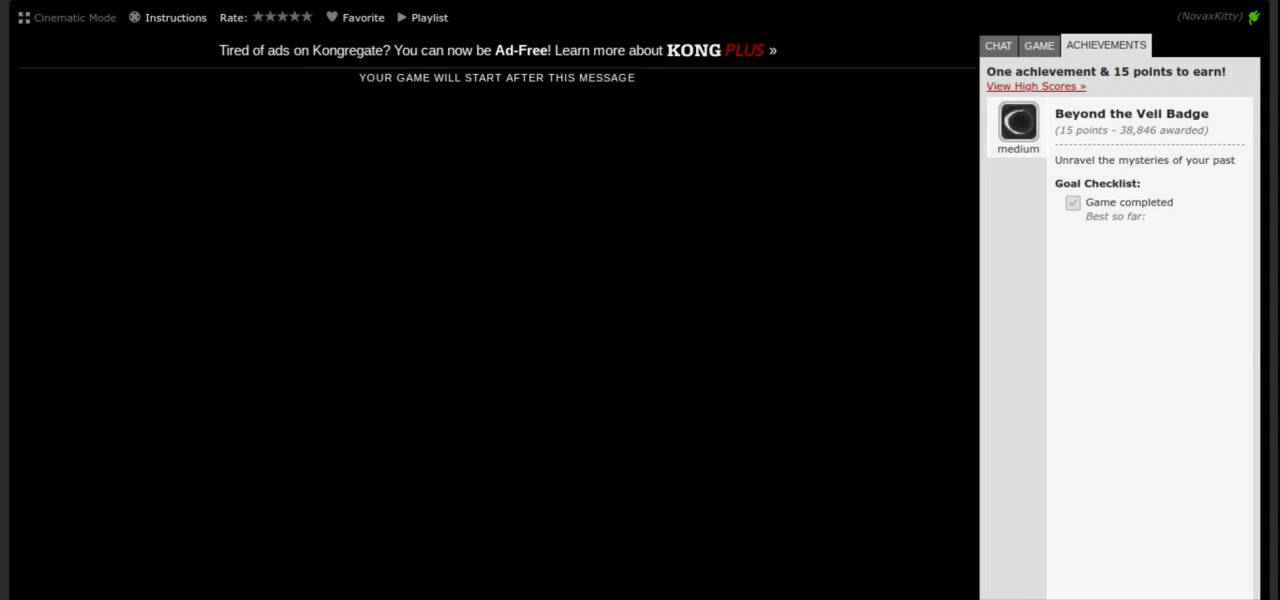 Cinematic Mode Instructions Rate: Favorite Playlist
(NovaxKitty)
Tired of ads on Kongregate? You can now be Ad-Free! Learn more about KONG PLUS »
YOUR GAME WILL START AFTER THIS MESSAGE
CHAT GAME ACHIEVEMENTS
One achievement & 15 points to earn!
View High Scores »
medium
Beyond the Veil Badge
(15 points - 38,846 awarded)
Unravel the mysteries of your past
Goal Checklist:
Game completed
Best so far: